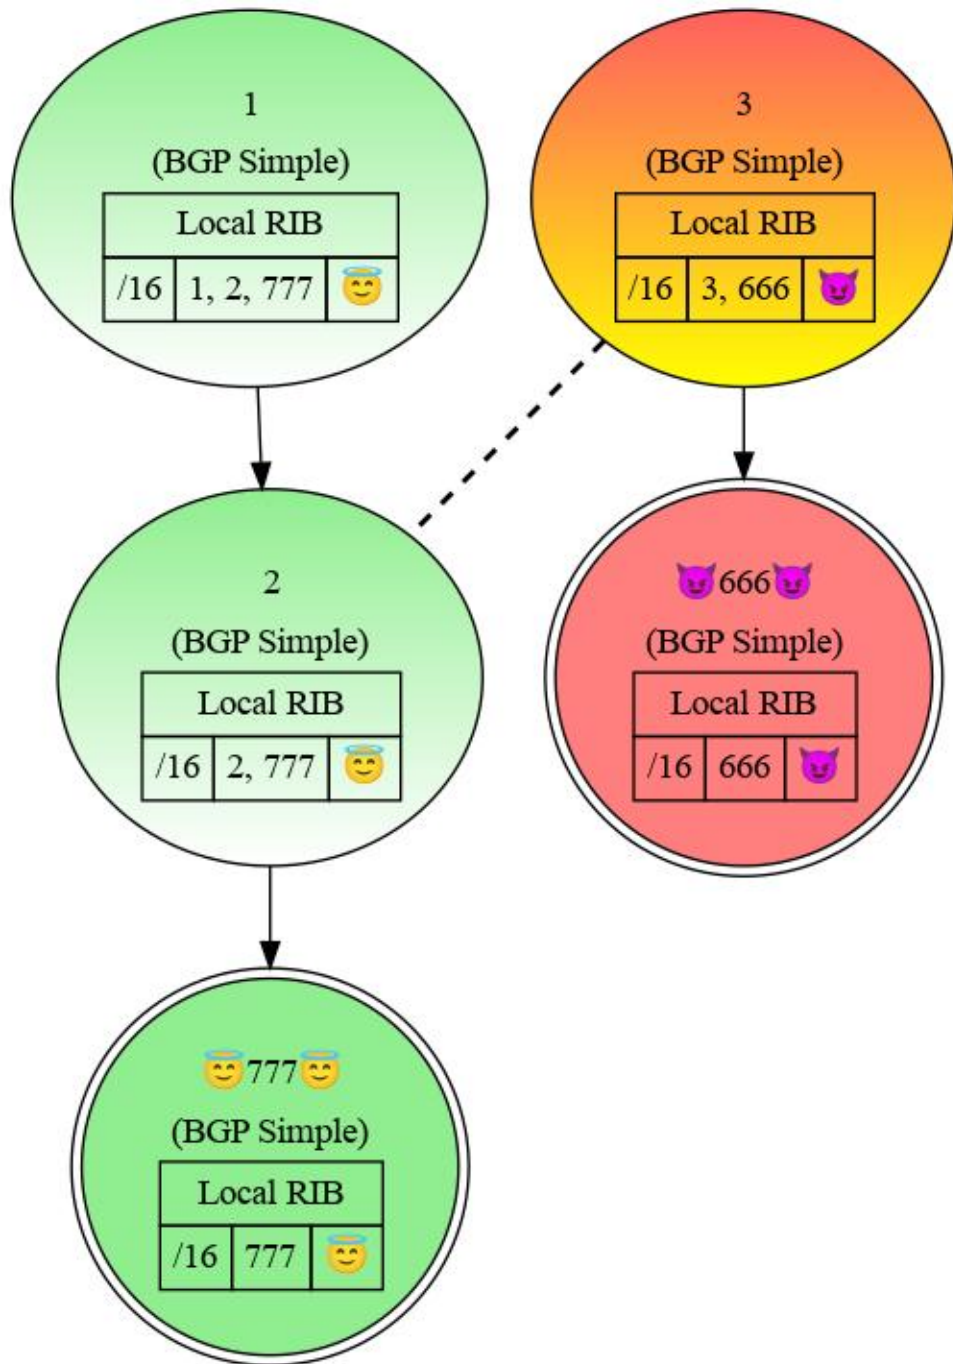 1
(BGP Simple)
Local RIB
/16 1, 2, 777 😇
3
(BGP Simple)
Local RIB
/16 3, 666 😈
2
(BGP Simple)
Local RIB
/16 2, 777 😇
😈666😈
(BGP Simple)
Local RIB
/16 666 😈
😇777😇
(BGP Simple)
Local RIB
/16 777 😇